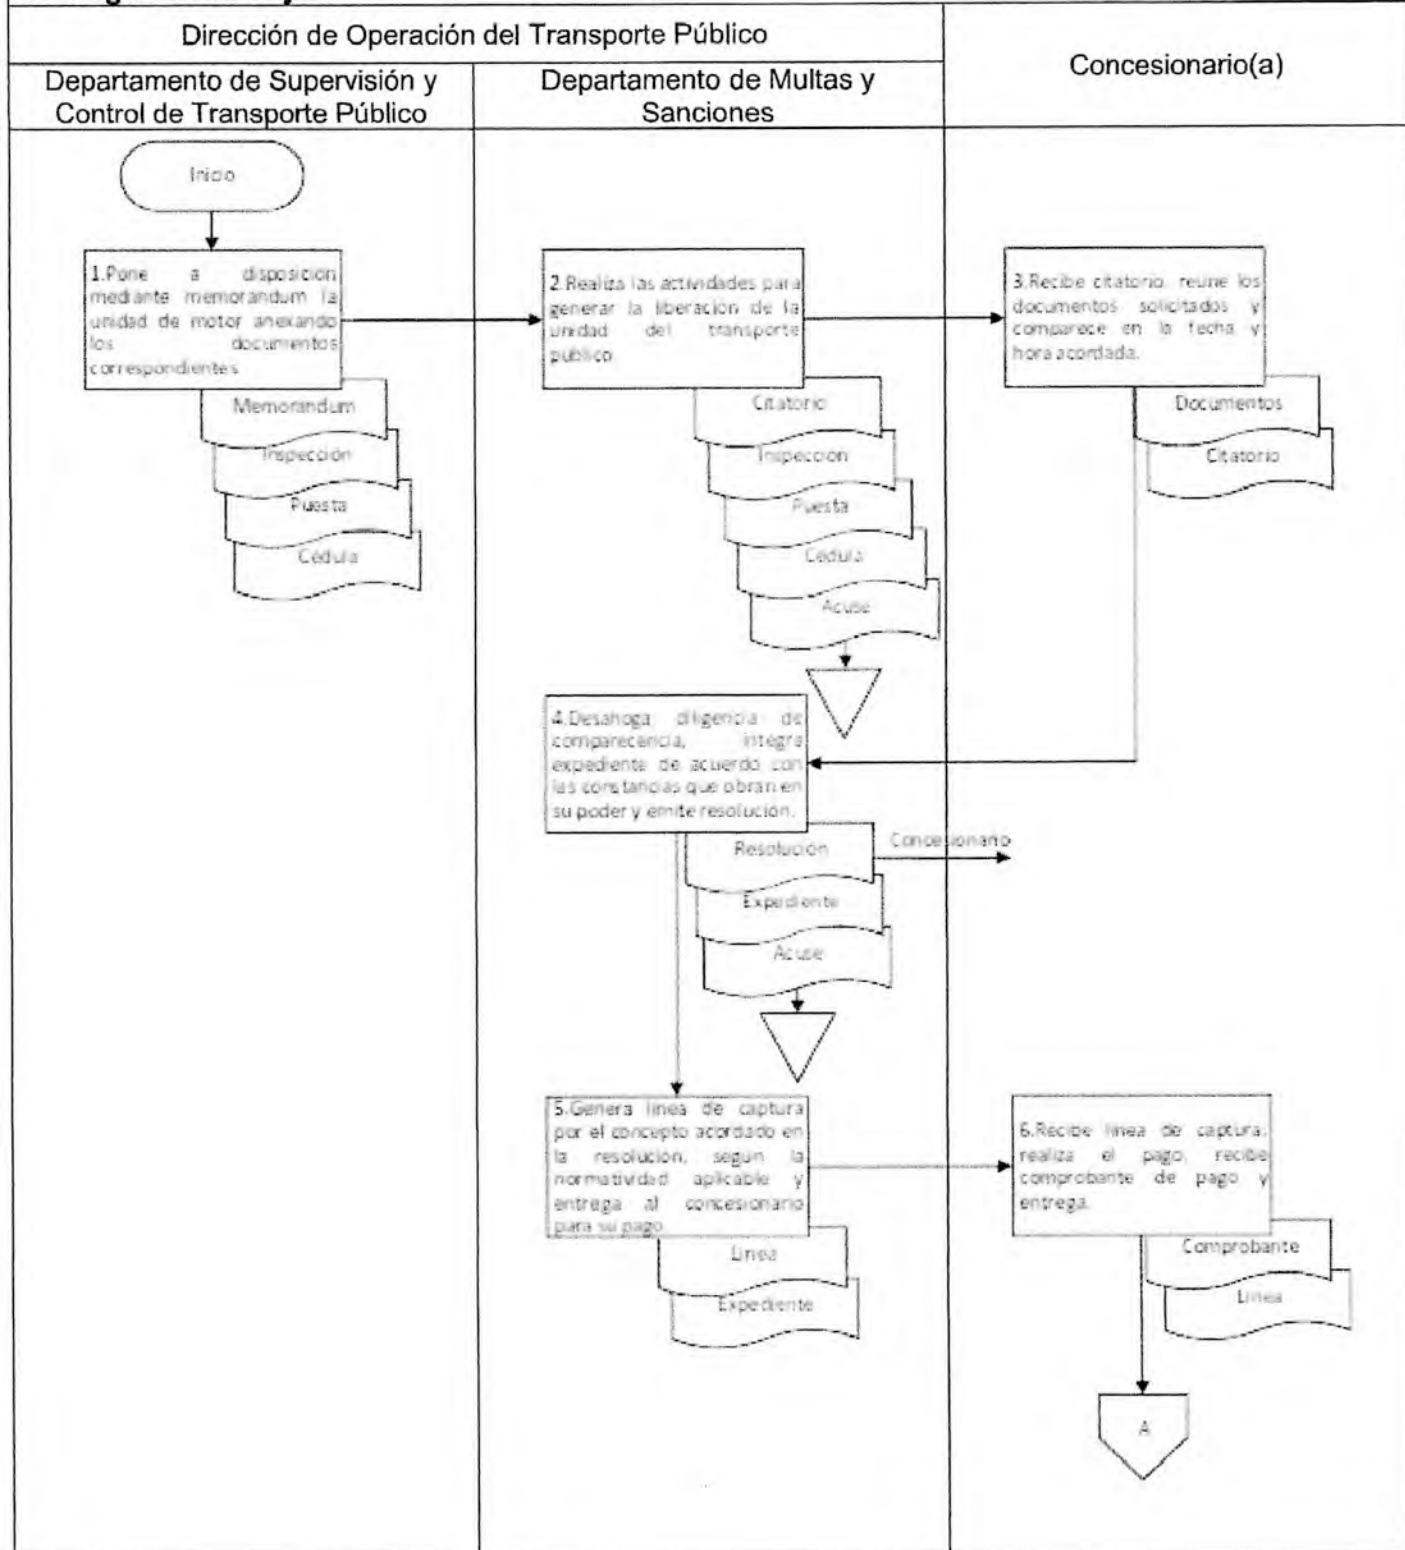 Dirección de Operación del Transporte Público
Concesionario(a)
Departamento de Supervisión y
Control de Transporte Público
Departamento de Multas y
Sanciones
Inicio
1.Pone a disposición
mediante memorandum la
unidad de motor anexando
los documentos
correspondientes
Memorandum
Inspección
Puesta
Cédula
2.Realiza las actividades para
generar la liberación de la
unidad del transporte
público
Citatorio
Inspección
Puesta
Cédula
Acuse
3.Recibe citatorio, reune los
documentos solicitados y
comparece en la fecha y
hora acordada.
Documentos
Citatorio
4.Desahoga diligencia de
comparecencia, integra
expediente de acuerdo con
las constancias que obran en
su poder y emite resolución.
Resolución
Concesionario
Expediente
Acuse
5.Genera linea de captura
por el concepto acordado en
la resolución, según la
normatividad aplicable y
entrega al concesionario
para su pago
Linea
Expediente
6.Recibe linea de captura,
realiza el pago, recibe
comprobante de pago y
entrega.
Comprobante
Linea
A